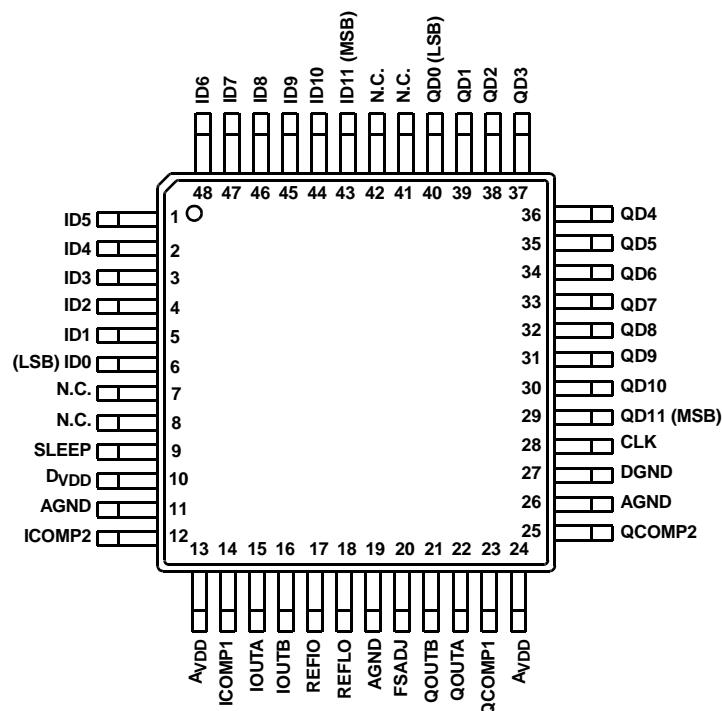 ID6
ID7
ID8
ID9
ID10
ID11 (MSB)
N.C.
N.C.
QD0 (LSB)
QD1
QD2
QD3
48 47 46 45 44 43 42 41 40 39 38 37
ID5 1
ID4 2
ID3 3
ID2 4
ID1 5
(LSB) ID0 6
N.C. 7
N.C. 8
SLEEP 9
DVDD 10
AGND 11
ICOMP2 12
36 QD4
35 QD5
34 QD6
33 QD7
32 QD8
31 QD9
30 QD10
29 QD11 (MSB)
28 CLK
27 DGND
26 AGND
25 QCOMP2
13 14 15 16 17 18 19 20 21 22 23 24
AVDD
ICOMP1
IOUTA
IOUTB
REFIO
REFLO
AGND
FSADJ
QOUTB
QOUTA
QCOMP1
AVDD